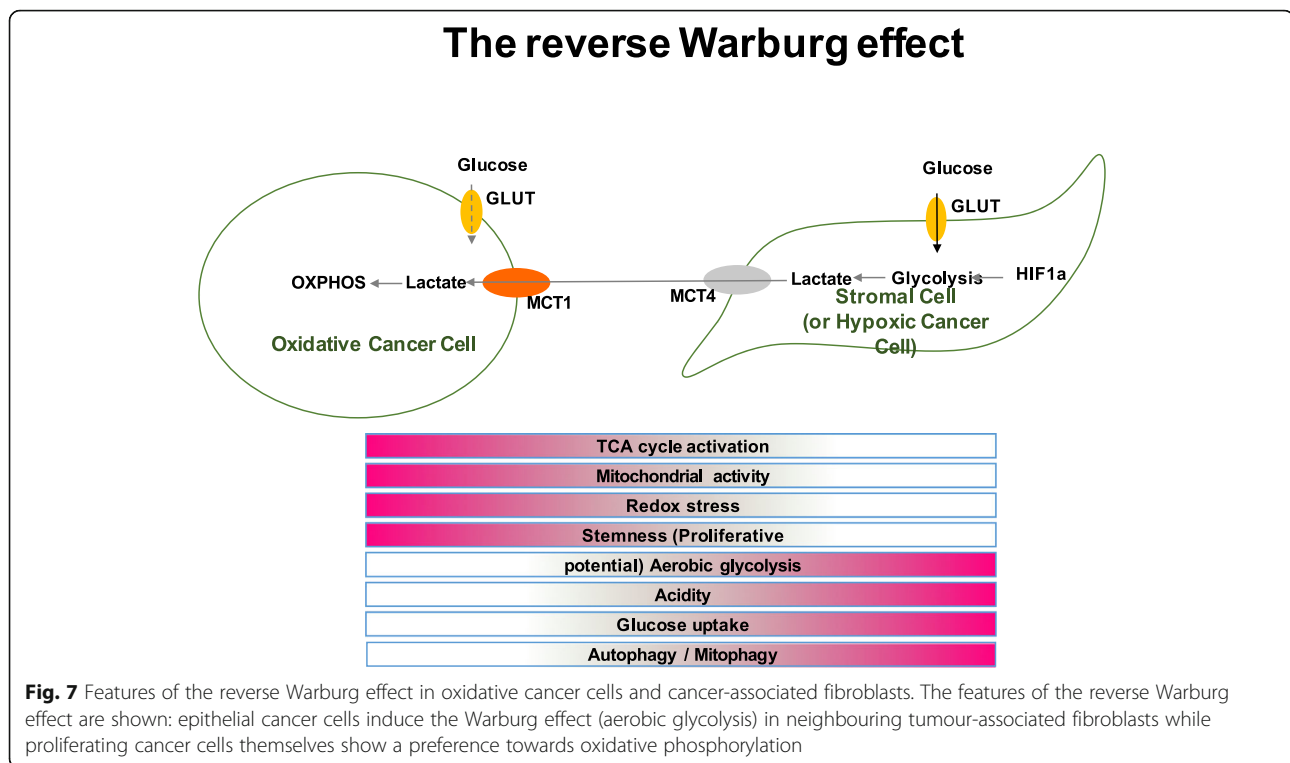 The reverse Warburg effect
Glucose
GLUT
OXPHOS
Lactate
MCT1
Oxidative Cancer Cell
Glucose
GLUT
MCT4
Lactate
Glycolysis
HIF1a
Stromal Cell
(or Hypoxic Cancer
Cell)
TCA cycle activation
Mitochondrial activity
Redox stress
Stemness (Proliferative
potential) Aerobic glycolysis
Acidity
Glucose uptake
Autophagy / Mitophagy
Fig. 7 Features of the reverse Warburg effect in oxidative cancer cells and cancer-associated fibroblasts. The features of the reverse Warburg
effect are shown: epithelial cancer cells induce the Warburg effect (aerobic glycolysis) in neighbouring tumour-associated fibroblasts while
proliferating cancer cells themselves show a preference towards oxidative phosphorylation